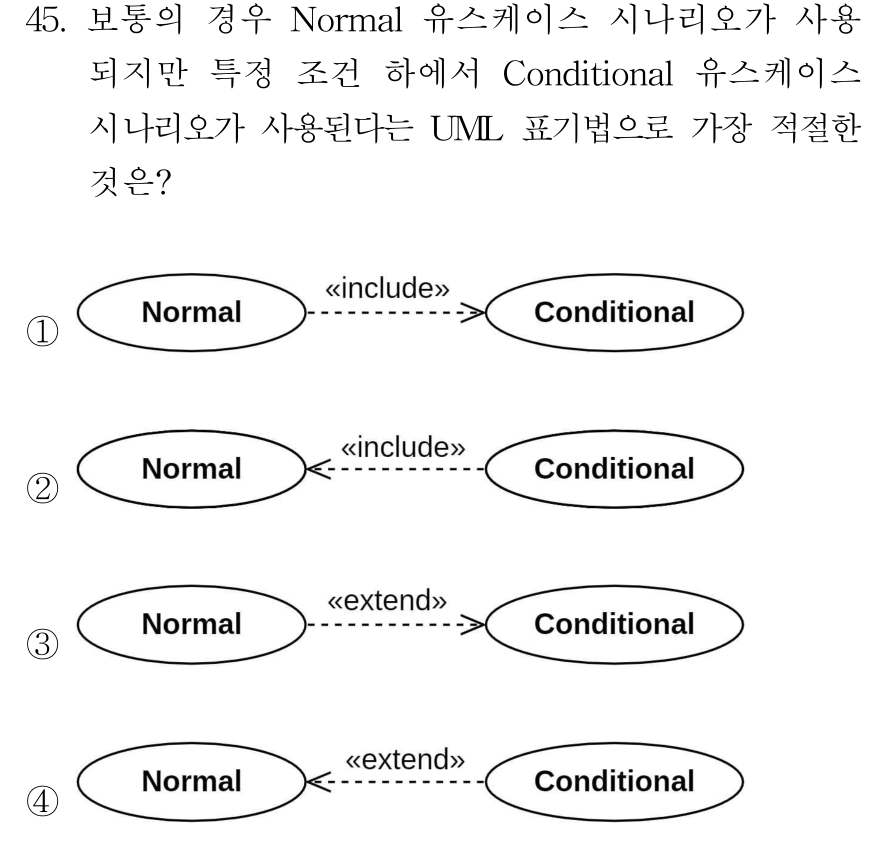 45. 보통의 경우 Normal 유스케이스 시나리오가 사용
되지만 특정 조건 하에서 Conditional 유스케이스
시나리오가 사용된다는 UML 표기법으로 가장 적절한
것은?
① Normal «include» Conditional
② Normal «include» Conditional
③ Normal «extend» Conditional
④ Normal «extend» Conditional